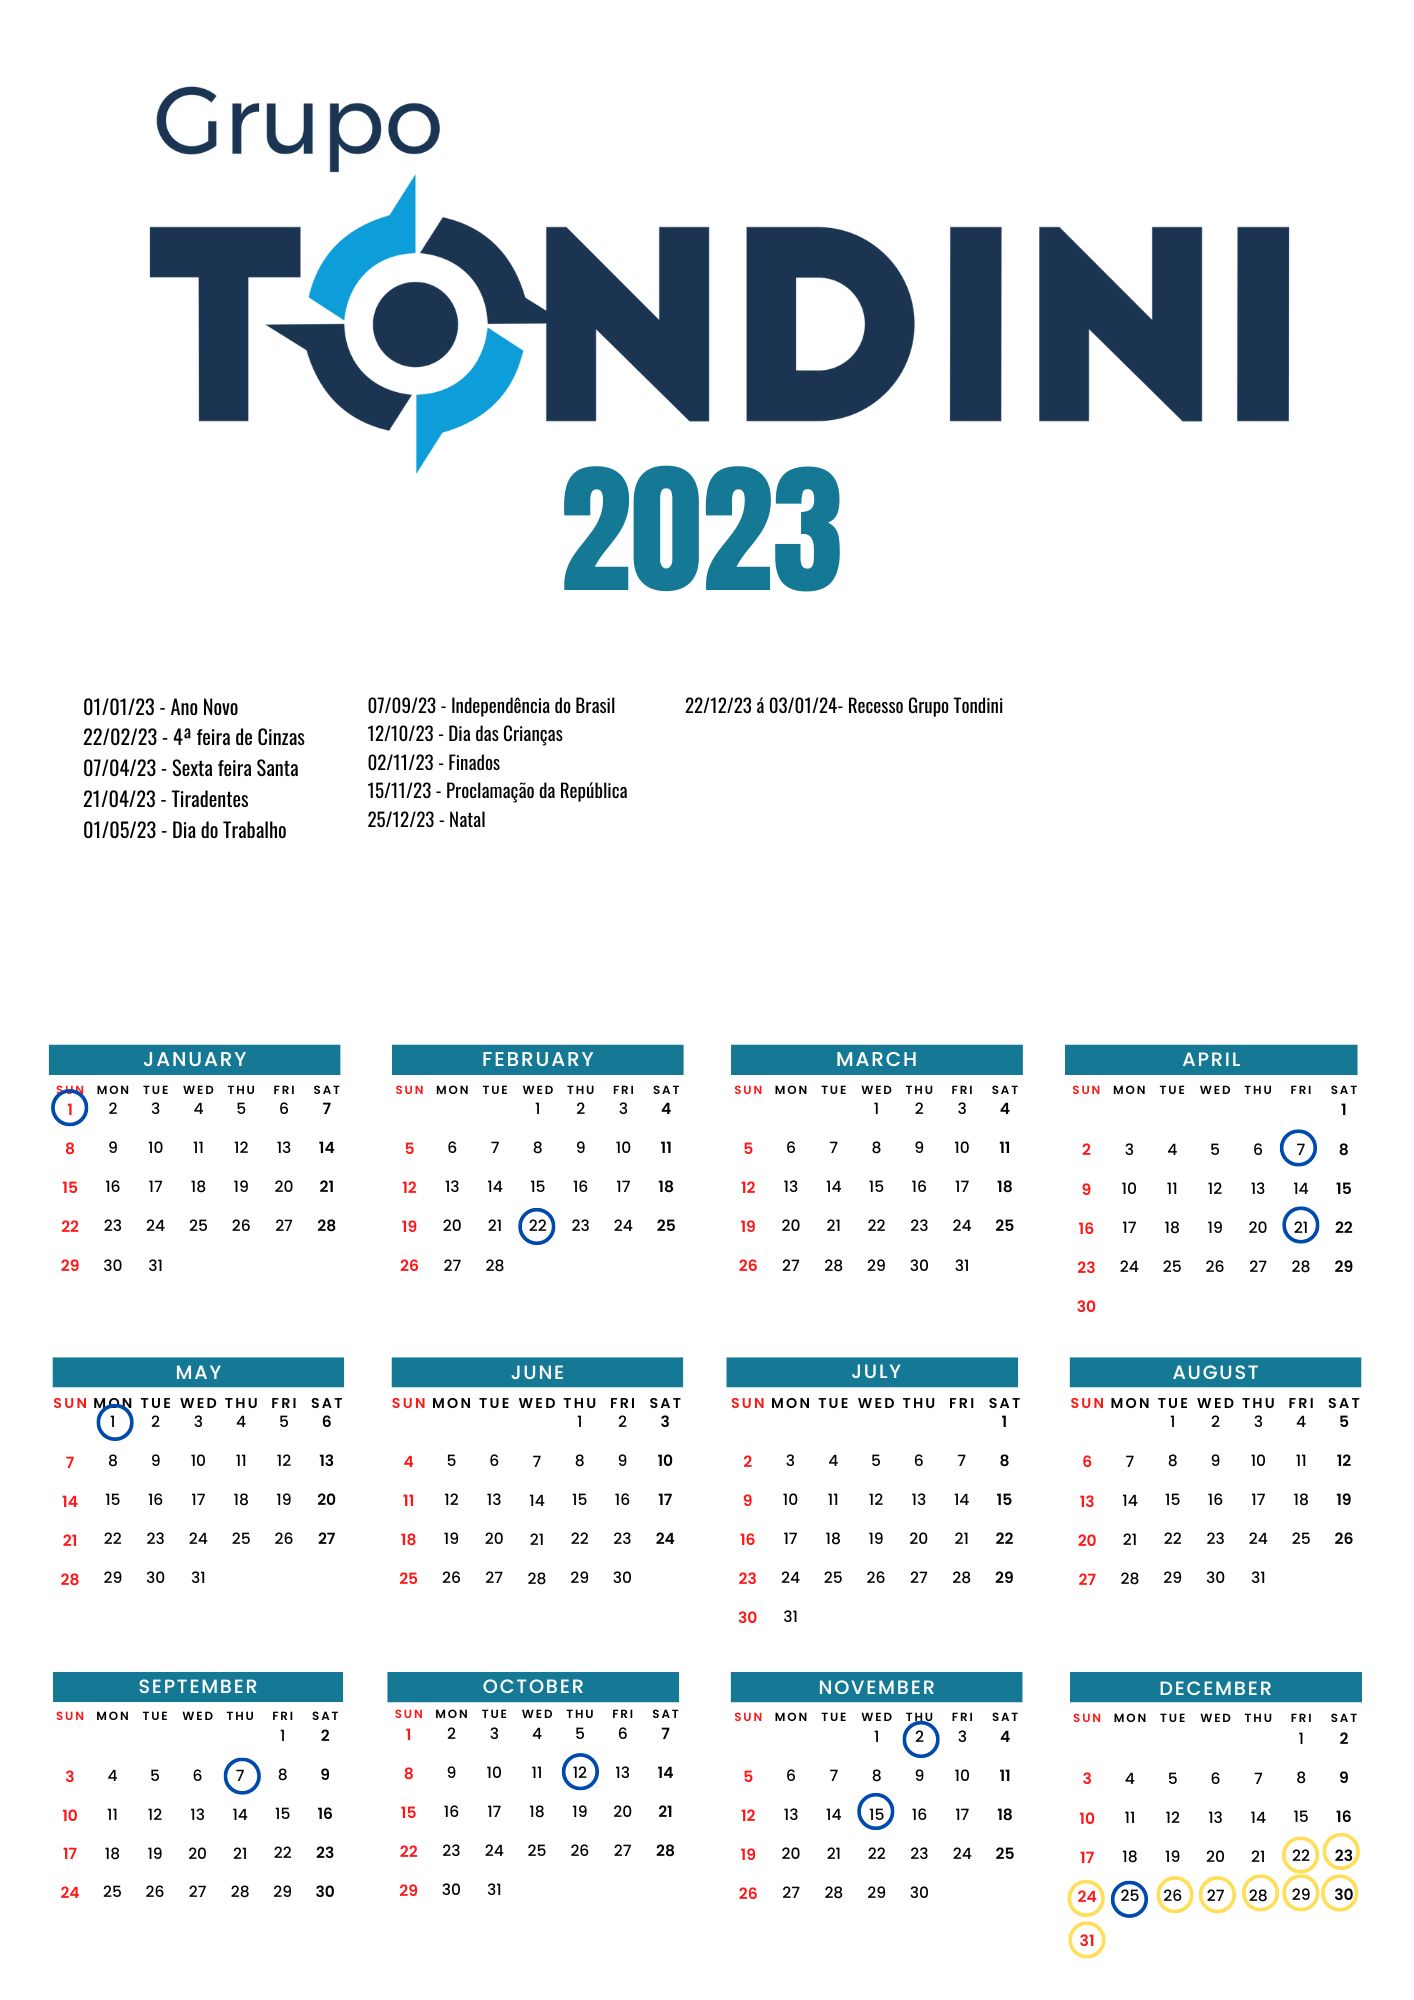 Grupo
TONDINI
2023
01/01/23 - Ano Novo
22/02/23 - 4ª feira de Cinzas
07/04/23 - Sexta feira Santa
21/04/23 - Tiradentes
01/05/23 - Dia do Trabalho
07/09/23 - Independência do Brasil
12/10/23 - Dia das Crianças
02/11/23 - Finados
15/11/23 - Proclamação da República
25/12/23 - Natal
22/12/23 á 03/01/24- Recesso Grupo Tondini
JANUARY
SUN MON TUE WED THU FRI SAT
1 2 3 4 5 6 7
8 9 10 11 12 13 14
15 16 17 18 19 20 21
22 23 24 25 26 27 28
29 30 31
FEBRUARY
SUN MON TUE WED THU FRI SAT
1 2 3 4
5 6 7 8 9 10 11
12 13 14 15 16 17 18
19 20 21 22 23 24 25
26 27 28
MARCH
SUN MON TUE WED THU FRI SAT
1 2 3 4
5 6 7 8 9 10 11
12 13 14 15 16 17 18
19 20 21 22 23 24 25
26 27 28 29 30 31
APRIL
SUN MON TUE WED THU FRI SAT
1
2 3 4 5 6 7 8
9 10 11 12 13 14 15
16 17 18 19 20 21 22
23 24 25 26 27 28 29
30
MAY
SUN MON TUE WED THU FRI SAT
1 2 3 4 5 6
7 8 9 10 11 12 13
14 15 16 17 18 19 20
21 22 23 24 25 26 27
28 29 30 31
JUNE
SUN MON TUE WED THU FRI SAT
1 2 3
4 5 6 7 8 9 10
11 12 13 14 15 16 17
18 19 20 21 22 23 24
25 26 27 28 29 30
JULY
SUN MON TUE WED THU FRI SAT
1
2 3 4 5 6 7 8
9 10 11 12 13 14 15
16 17 18 19 20 21 22
23 24 25 26 27 28 29
30 31
AUGUST
SUN MON TUE WED THU FRI SAT
1 2 3 4 5
6 7 8 9 10 11 12
13 14 15 16 17 18 19
20 21 22 23 24 25 26
27 28 29 30 31
SEPTEMBER
SUN MON TUE WED THU FRI SAT
1 2
3 4 5 6 7 8 9
10 11 12 13 14 15 16
17 18 19 20 21 22 23
24 25 26 27 28 29 30
OCTOBER
SUN MON TUE WED THU FRI SAT
1 2 3 4 5 6 7
8 9 10 11 12 13 14
15 16 17 18 19 20 21
22 23 24 25 26 27 28
29 30 31
NOVEMBER
SUN MON TUE WED THU FRI SAT
1 2 3 4
5 6 7 8 9 10 11
12 13 14 15 16 17 18
19 20 21 22 23 24 25
26 27 28 29 30
DECEMBER
SUN MON TUE WED THU FRI SAT
1 2
3 4 5 6 7 8 9
10 11 12 13 14 15 16
17 18 19 20 21 22 23
24 25 26 27 28 29 30
31